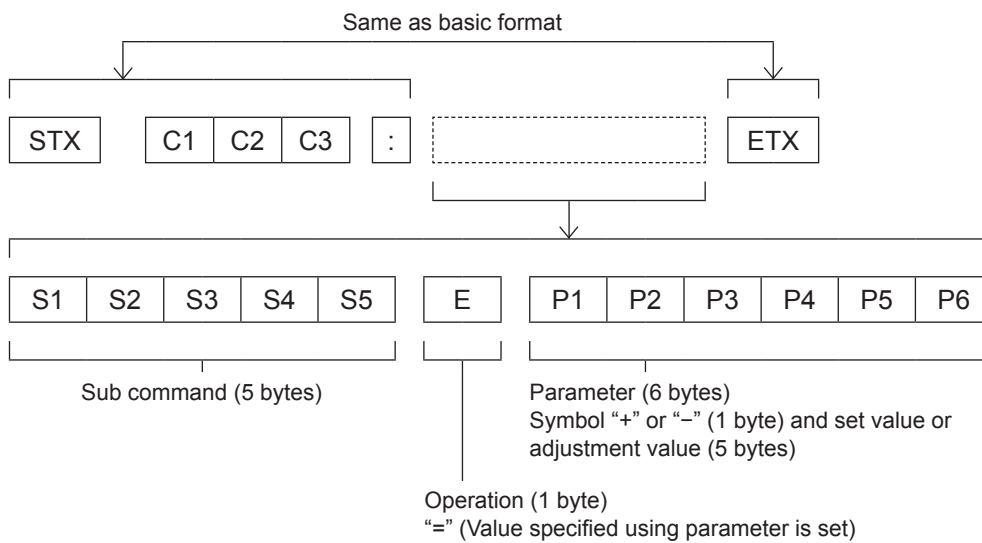 Same as basic format
STX C1 C2 C3 : ETX
S1 S2 S3 S4 S5 E P1 P2 P3 P4 P5 P6
Sub command (5 bytes)
Parameter (6 bytes)
Symbol “+” or “−” (1 byte) and set value or
adjustment value (5 bytes)
Operation (1 byte)
“=” (Value specified using parameter is set)